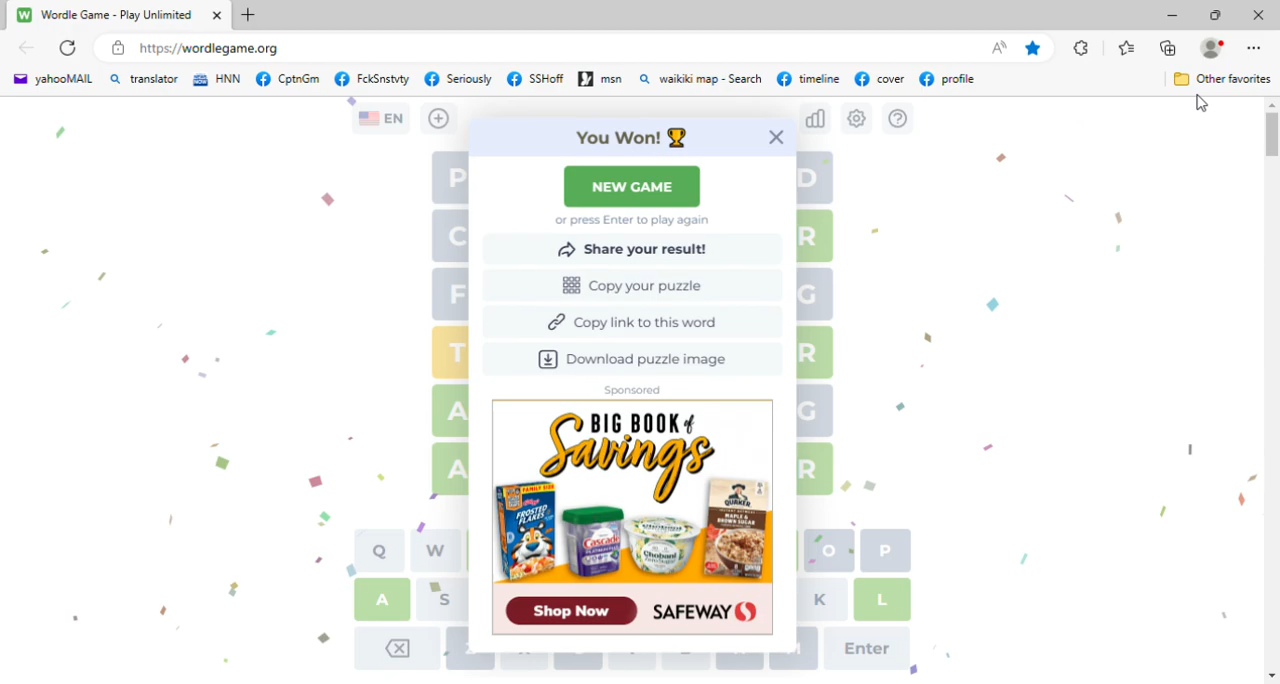 Wordle Game - Play Unlimited
https://wordlegame.org
yahooMAIL translator HNN CptnGm FckSnstvty Seriously SSHoff msn waikiki map - Search timeline cover profile Other favorites
EN
You Won!
NEW GAME
or press Enter to play again
Share your result!
Copy your puzzle
Copy link to this word
Download puzzle image
Sponsored
BIG BOOK of
Savings
FROSTED FLAKES
Cascade
Chobani
QUAKER
MAPLE & BROWN SUGAR
Shop Now SAFEWAY
P D
C R
F G
T R
A G
A R
Q W O P
A S K L
Enter